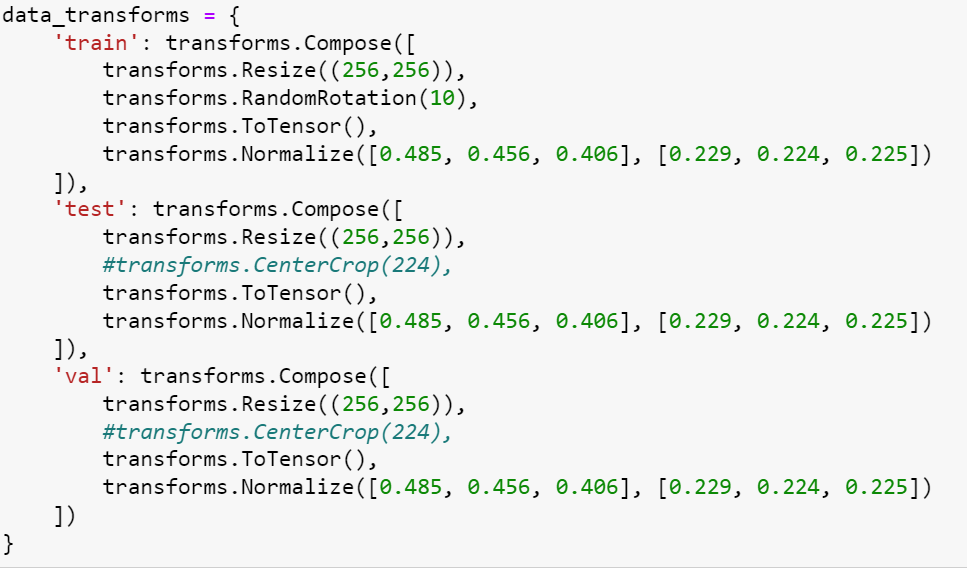 data_transforms = {
    'train': transforms.Compose([
        transforms.Resize((256,256)),
        transforms.RandomRotation(10),
        transforms.ToTensor(),
        transforms.Normalize([0.485, 0.456, 0.406], [0.229, 0.224, 0.225])
    ]),
    'test': transforms.Compose([
        transforms.Resize((256,256)),
        #transforms.CenterCrop(224),
        transforms.ToTensor(),
        transforms.Normalize([0.485, 0.456, 0.406], [0.229, 0.224, 0.225])
    ]),
    'val': transforms.Compose([
        transforms.Resize((256,256)),
        #transforms.CenterCrop(224),
        transforms.ToTensor(),
        transforms.Normalize([0.485, 0.456, 0.406], [0.229, 0.224, 0.225])
    ])
}